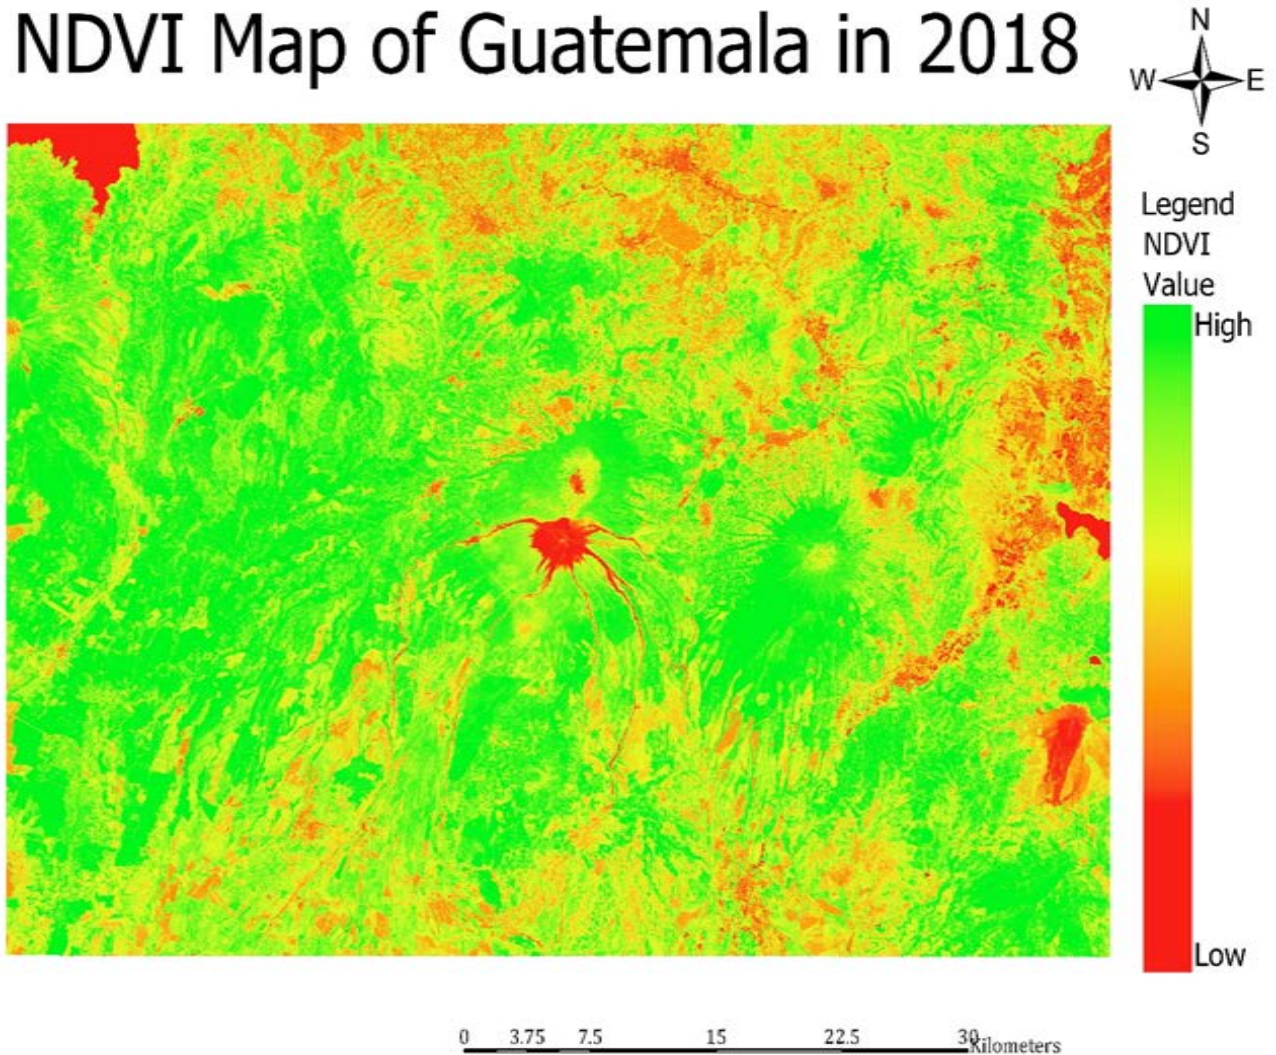 NDVI Map of Guatemala in 2018
N
W E
S
Legend
NDVI
Value
High
Low
0 3.75 7.5 15 22.5 30 Kilometers